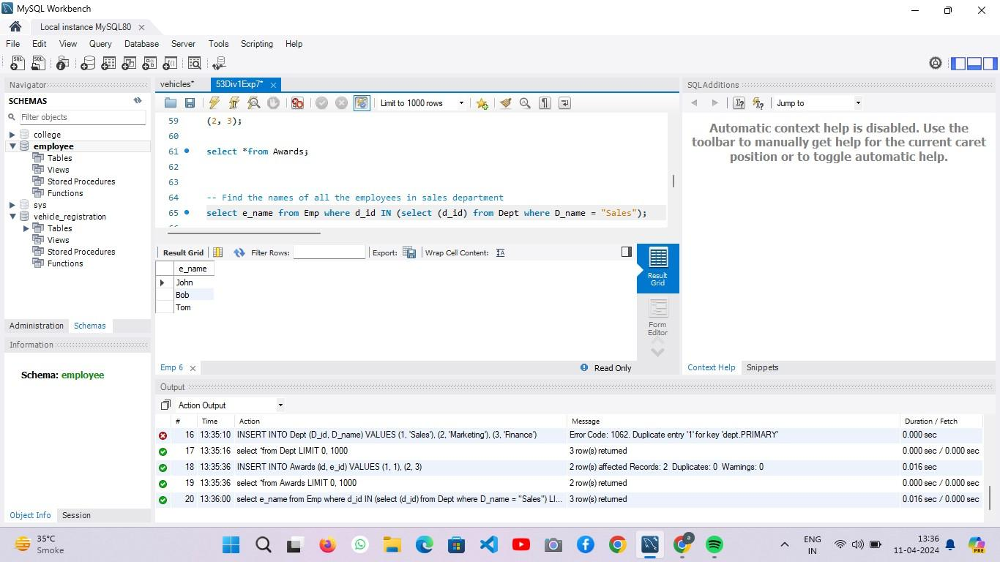 MySQL Workbench
Local instance MySQL80
File Edit View Query Database Server Tools Scripting Help
Navigator
SCHEMAS
Filter objects
college
employee
Tables
Views
Stored Procedures
Functions
sys
vehicle_registration
Tables
Views
Stored Procedures
Functions
Administration Schemas
Information
Schema: employee
Object Info Session
vehicles* 53Div1Exp7*
Limit to 1000 rows
59 (2, 3);
60
61 select *from Awards;
62
63
64 -- Find the names of all the employees in sales department
65 select e_name from Emp where d_id IN (select (d_id) from Dept where D_name = "Sales");
Result Grid Filter Rows: Export: Wrap Cell Content:
e_name
John
Bob
Tom
Result Grid
Form Editor
Emp 6 Read Only
SQLAdditions
Jump to
Automatic context help is disabled. Use the
toolbar to manually get help for the current caret
position or to toggle automatic help.
Context Help Snippets
Output
Action Output
# Time Action Message Duration / Fetch
16 13:35:10 INSERT INTO Dept (D_id, D_name) VALUES (1, 'Sales'), (2, 'Marketing'), (3, 'Finance') Error Code: 1062. Duplicate entry '1' for key 'dept.PRIMARY' 0.000 sec
17 13:35:16 select *from Dept LIMIT 0, 1000 3 row(s) returned 0.000 sec / 0.000 sec
18 13:35:36 INSERT INTO Awards (id, e_id) VALUES (1, 1), (2, 3) 2 row(s) affected Records: 2 Duplicates: 0 Warnings: 0 0.016 sec
19 13:35:36 select *from Awards LIMIT 0, 1000 2 row(s) returned 0.000 sec / 0.000 sec
20 13:36:00 select e_name from Emp where d_id IN (select (d_id) from Dept where D_name = "Sales") LI... 3 row(s) returned 0.016 sec / 0.000 sec
35°C
Smoke
ENG
IN
13:36
11-04-2024